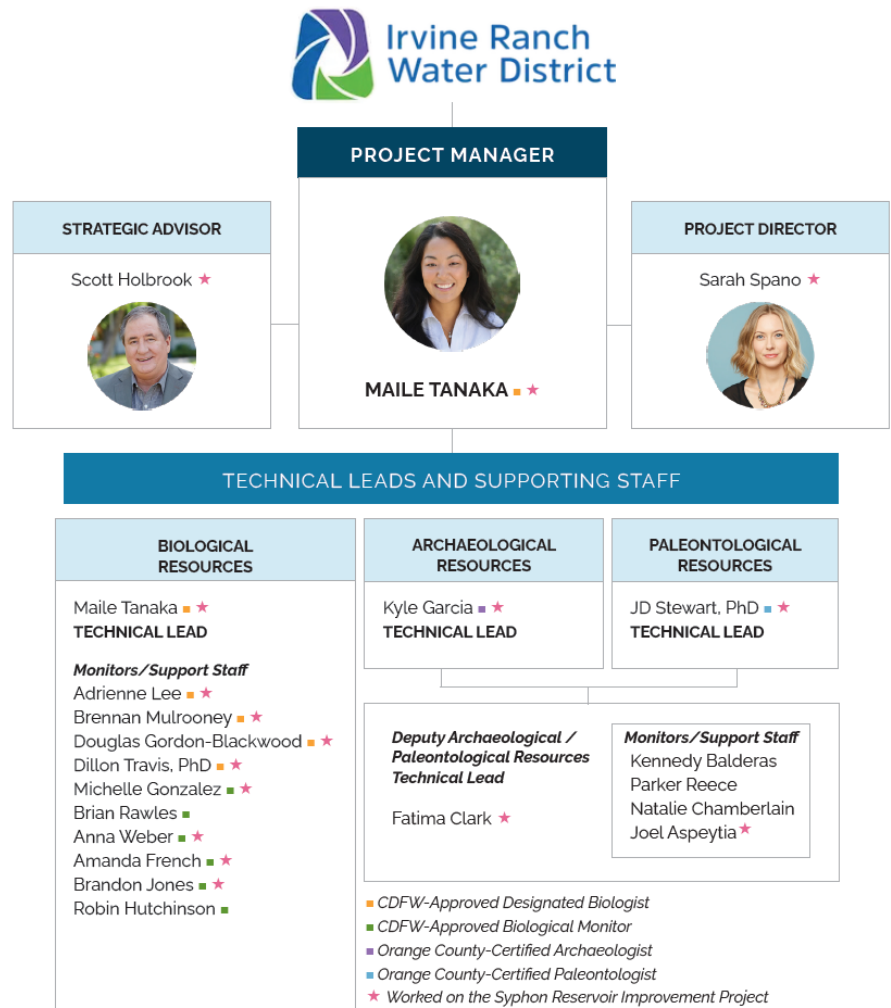 Irvine Ranch
Water District
PROJECT MANAGER
MAILE TANAKA ■ ★
STRATEGIC ADVISOR
Scott Holbrook ★
PROJECT DIRECTOR
Sarah Spano ★
TECHNICAL LEADS AND SUPPORTING STAFF
BIOLOGICAL
RESOURCES
Maile Tanaka ■ ★
TECHNICAL LEAD
Monitors/Support Staff
Adrienne Lee ■ ★
Brennan Mulrooney ■ ★
Douglas Gordon-Blackwood ■ ★
Dillon Travis, PhD ■ ★
Michelle Gonzalez ■ ★
Brian Rawles ■
Anna Weber ■ ★
Amanda French ■ ★
Brandon Jones ■ ★
Robin Hutchinson ■
ARCHAEOLOGICAL
RESOURCES
Kyle Garcia ■ ★
TECHNICAL LEAD
PALEONTOLOGICAL
RESOURCES
JD Stewart, PhD ■ ★
TECHNICAL LEAD
Deputy Archaeological /
Paleontological Resources
Technical Lead
Fatima Clark ★
Monitors/Support Staff
Kennedy Balderas
Parker Reece
Natalie Chamberlain
Joel Aspeytia ★
■ CDFW-Approved Designated Biologist
■ CDFW-Approved Biological Monitor
■ Orange County-Certified Archaeologist
■ Orange County-Certified Paleontologist
★ Worked on the Syphon Reservoir Improvement Project